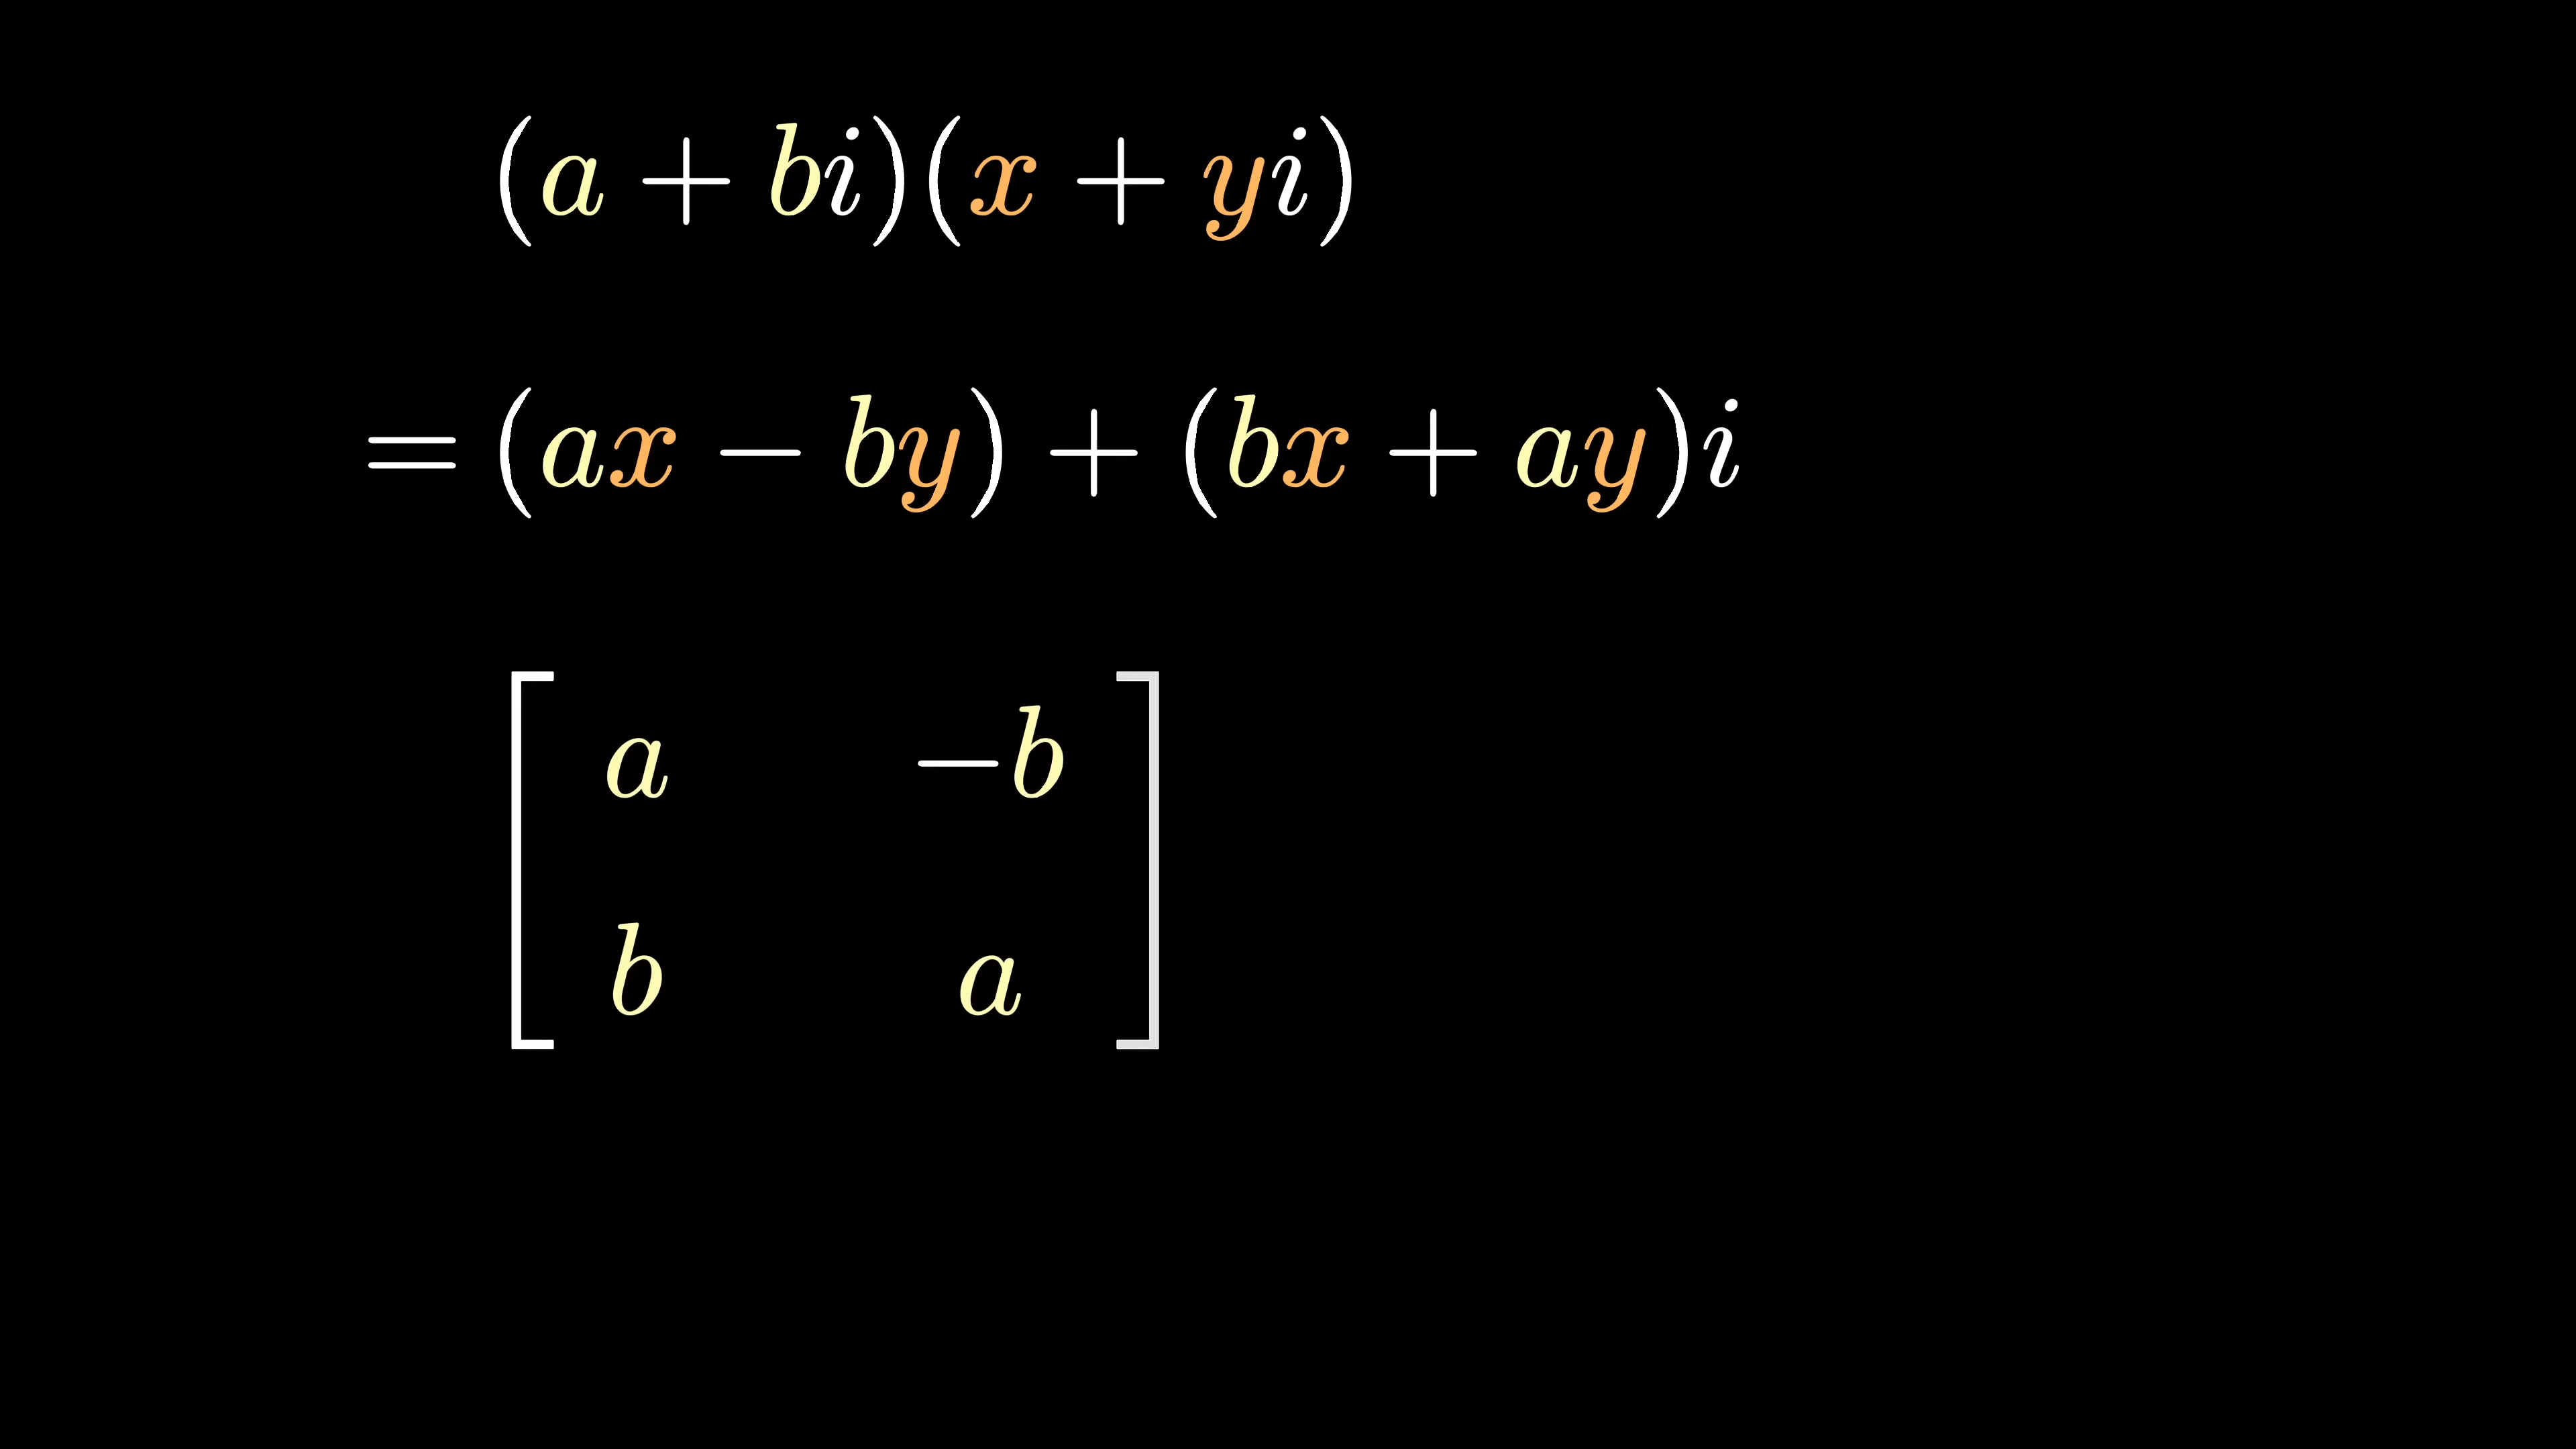 (a + bi)(x + yi)
= (ax − by) + (bx + ay)i
[ a −b ]
[ b a ]